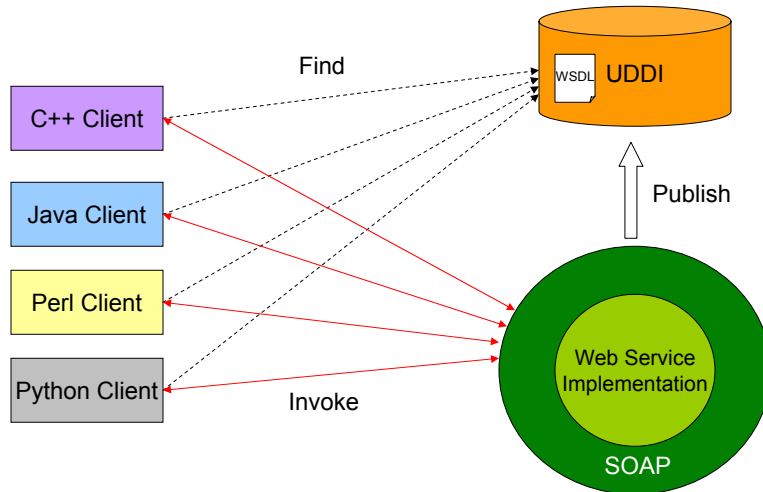 Find
WSDL
UDDI
C++ Client
Java Client
Publish
Perl Client
Python Client
Web Service
Implementation
Invoke
SOAP